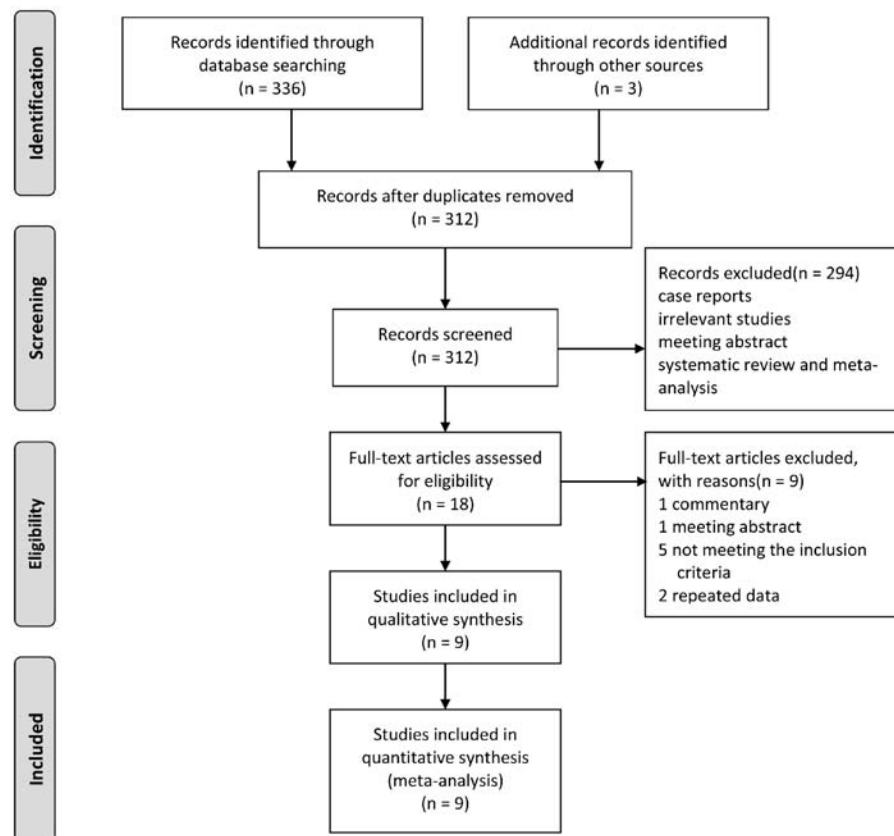 Identification
Records identified through
database searching
(n = 336)
Additional records identified
through other sources
(n = 3)
Records after duplicates removed
(n = 312)
Screening
Records screened
(n = 312)
Records excluded(n = 294)
case reports
irrelevant studies
meeting abstract
systematic review and meta-
analysis
Eligibility
Full-text articles assessed
for eligibility
(n = 18)
Full-text articles excluded,
with reasons(n = 9)
1 commentary
1 meeting abstract
5 not meeting the inclusion
criteria
2 repeated data
Studies included in
qualitative synthesis
(n = 9)
Included
Studies included in
quantitative synthesis
(meta-analysis)
(n = 9)